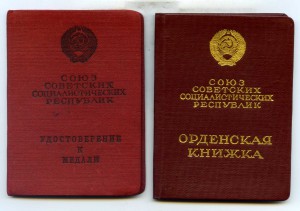 СОЮЗ
СОВЕТСКИХ
СОЦИАЛИСТИЧЕСКИХ
РЕСПУБЛИК
УДОСТОВЕРЕНИЕ
К
МЕДАЛИ
СОЮЗ
СОВЕТСКИХ
СОЦИАЛИСТИЧЕСКИХ
РЕСПУБЛИК
ОРДЕНСКАЯ
КНИЖКА